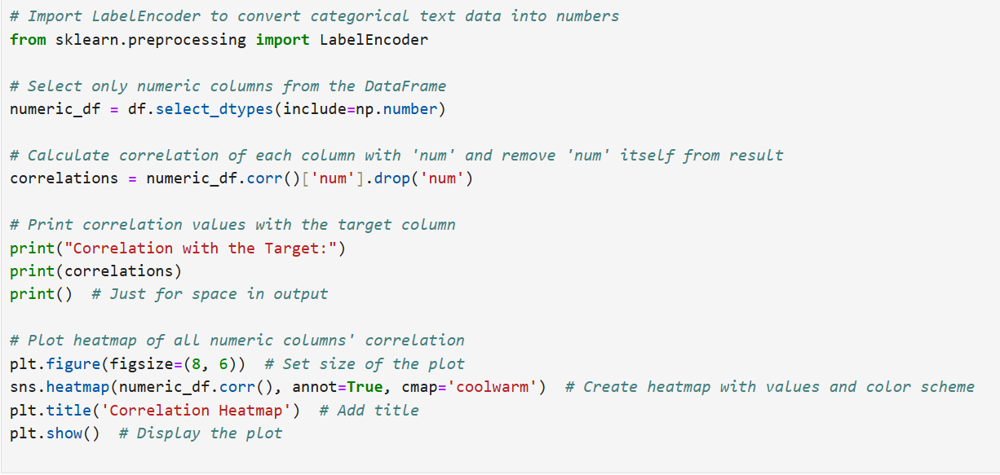 # Import LabelEncoder to convert categorical text data into numbers
from sklearn.preprocessing import LabelEncoder
# Select only numeric columns from the DataFrame
numeric_df = df.select_dtypes(include=np.number)
# Calculate correlation of each column with 'num' and remove 'num' itself from result
correlations = numeric_df.corr()['num'].drop('num')
# Print correlation values with the target column
print("Correlation with the Target:")
print(correlations)
print()  # Just for space in output
# Plot heatmap of all numeric columns' correlation
plt.figure(figsize=(8, 6))  # Set size of the plot
sns.heatmap(numeric_df.corr(), annot=True, cmap='coolwarm')  # Create heatmap with values and color scheme
plt.title('Correlation Heatmap')  # Add title
plt.show()  # Display the plot